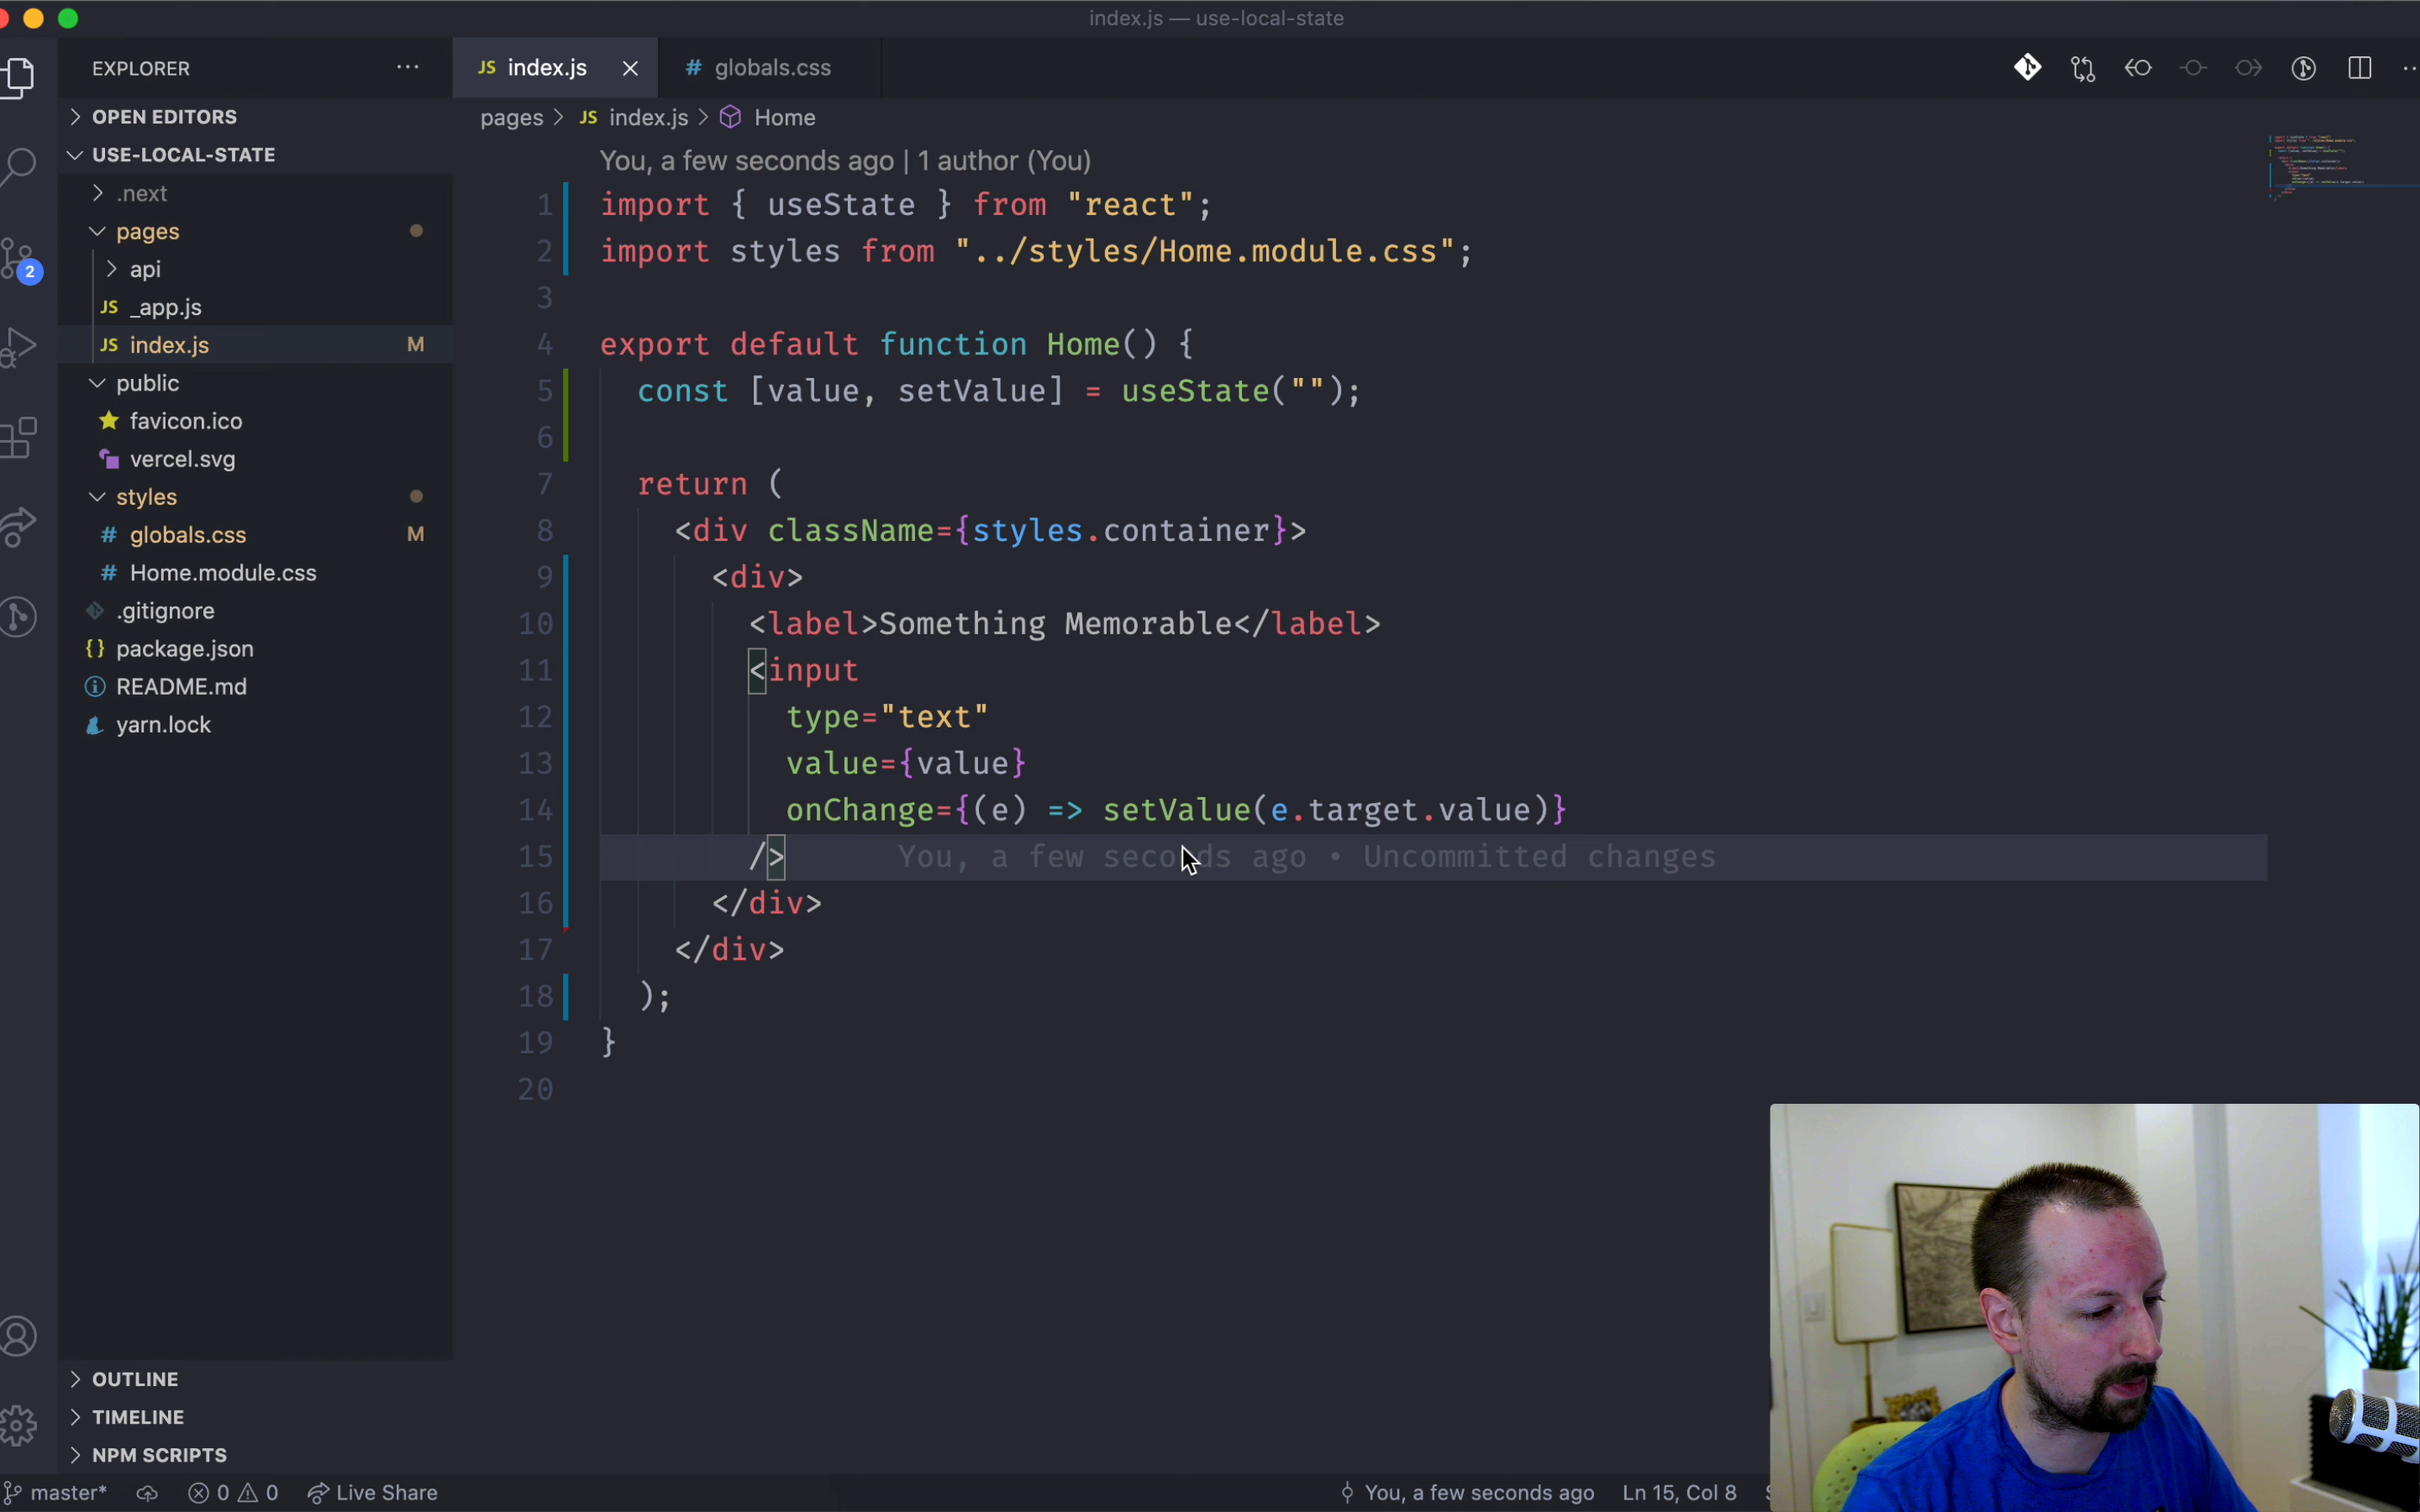 index.js — use-local-state
EXPLORER
JS index.js
# globals.css
OPEN EDITORS
USE-LOCAL-STATE
.next
pages
api
JS _app.js
JS index.js M
public
favicon.ico
vercel.svg
styles
# globals.css M
# Home.module.css
.gitignore
{} package.json
README.md
yarn.lock
OUTLINE
TIMELINE
NPM SCRIPTS
2
pages > JS index.js > Home
You, a few seconds ago | 1 author (You)
1 import { useState } from "react";
2 import styles from "../styles/Home.module.css";
3
4 export default function Home() {
5 const [value, setValue] = useState("");
6
7 return (
8 <div className={styles.container}>
9 <div>
10 <label>Something Memorable</label>
11 <input
12 type="text"
13 value={value}
14 onChange={(e) => setValue(e.target.value)}
15 /> You, a few seconds ago • Uncommitted changes
16 </div>
17 </div>
18 );
19 }
20
master* 0 0 Live Share
You, a few seconds ago Ln 15, Col 8